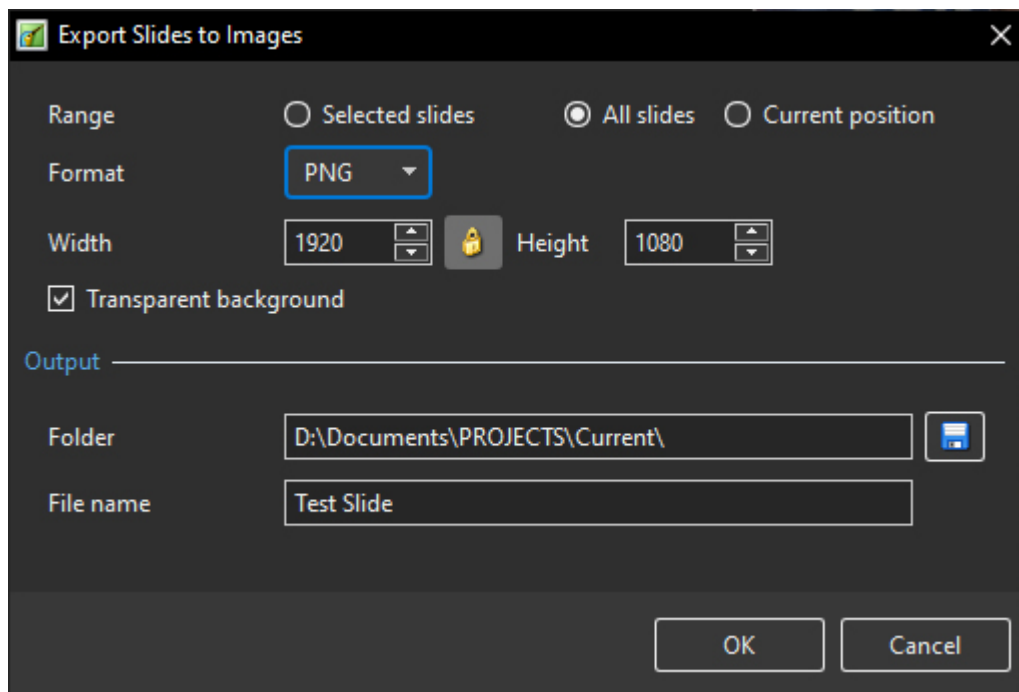 Export Slides to Images
Range Selected slides All slides Current position
Format PNG
Width 1920 Height 1080
Transparent background
Output
Folder D:\Documents\PROJECTS\Current\
File name Test Slide
OK Cancel